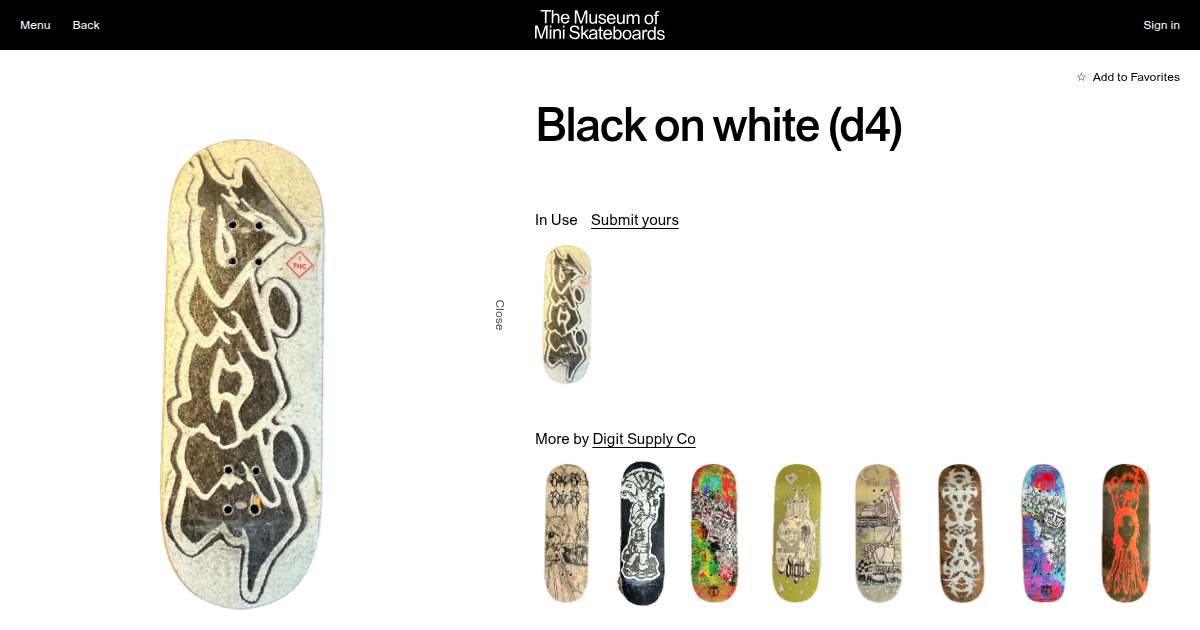 Menu
Back
The Museum of
Mini Skateboards
Sign in
☆ Add to Favorites
Black on white (d4)
THC
In Use
Submit yours
Close
More by Digit Supply Co